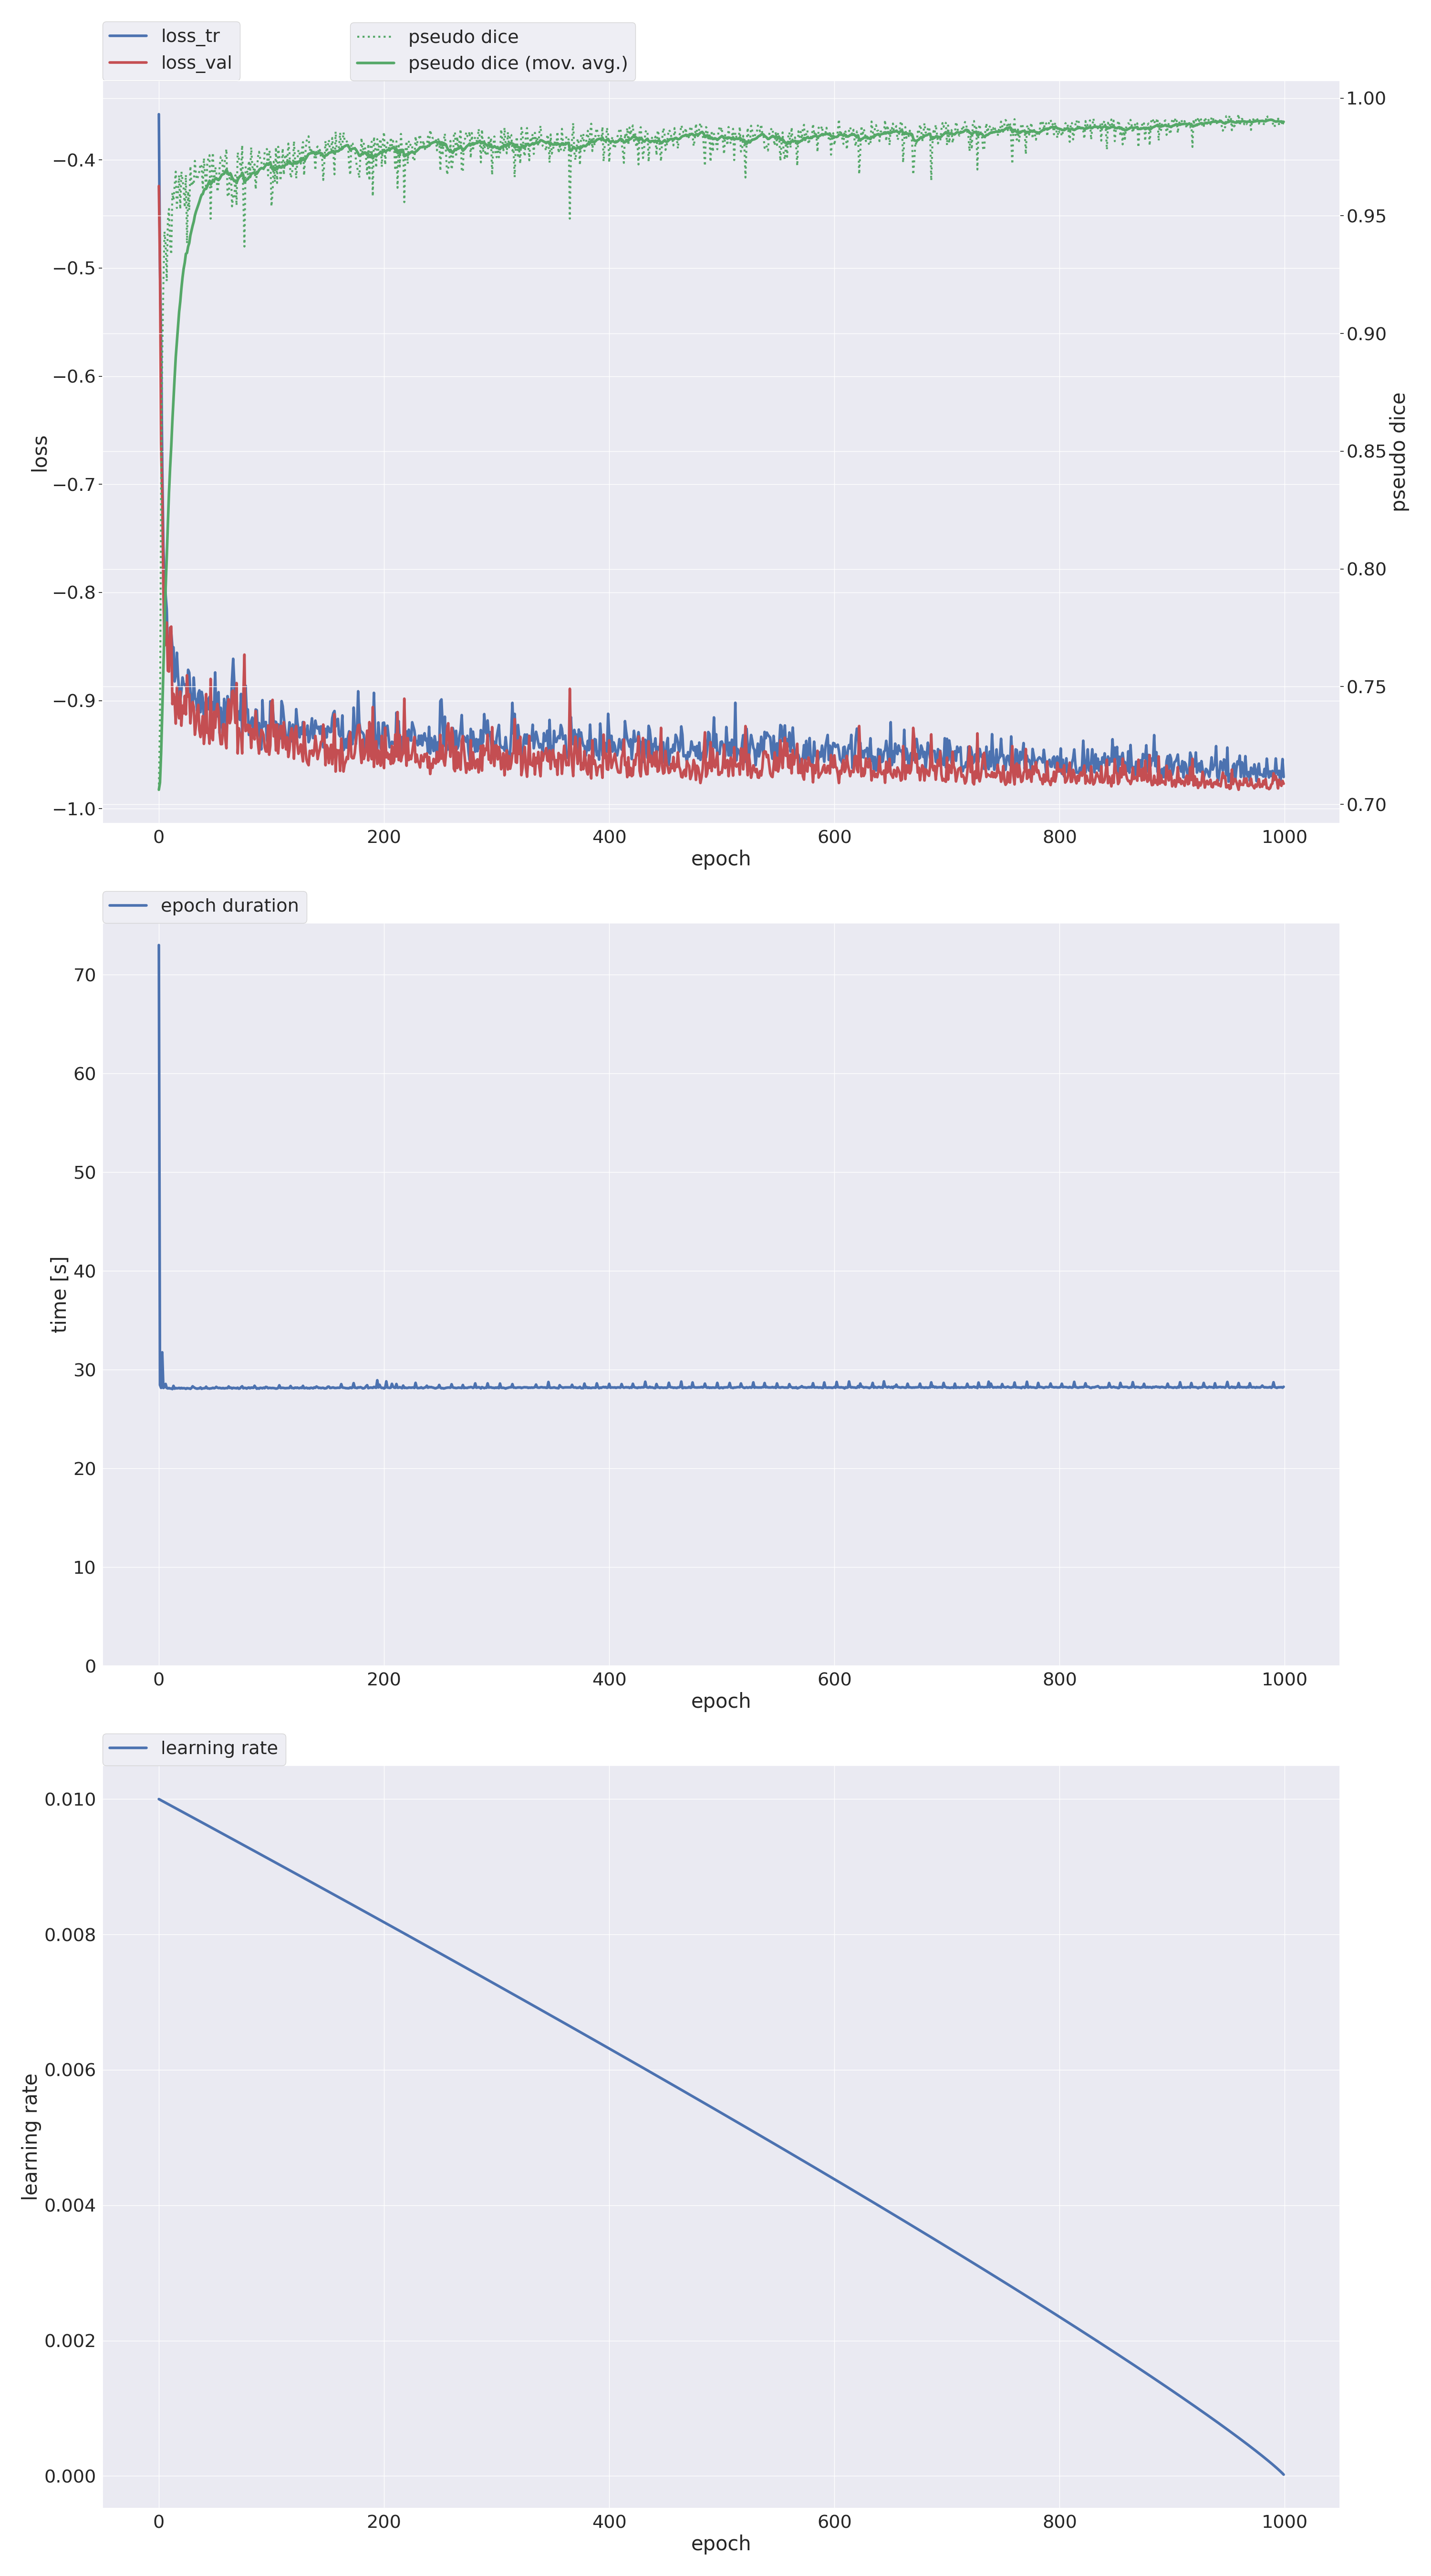 loss_tr
loss_val
pseudo dice
pseudo dice (mov. avg.)
1.00
−0.4
0.95
−0.5
0.90
−0.6
0.85
loss
pseudo dice
−0.7
0.80
−0.8
0.75
−0.9
0.70
−1.0
0 200 400 600 800 1000
epoch
epoch duration
70
60
50
40
time [s]
30
20
10
0
0 200 400 600 800 1000
epoch
learning rate
0.010
0.008
0.006
learning rate
0.004
0.002
0.000
0 200 400 600 800 1000
epoch